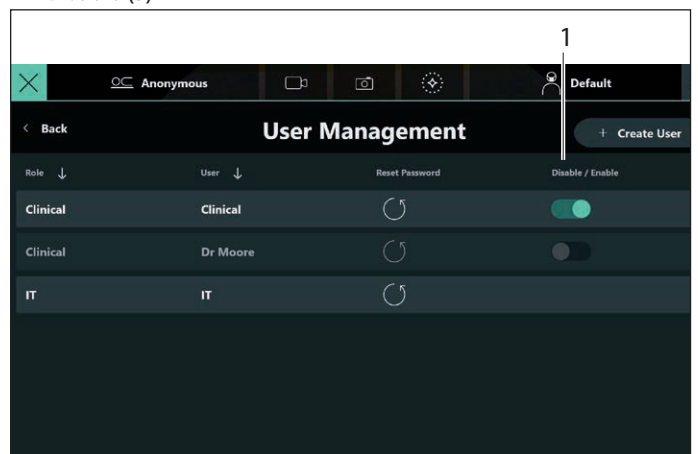 1
Anonymous Default
< Back User Management + Create User
Role ↓ User ↓ Reset Password Disable / Enable
Clinical Clinical
Clinical Dr Moore
IT IT